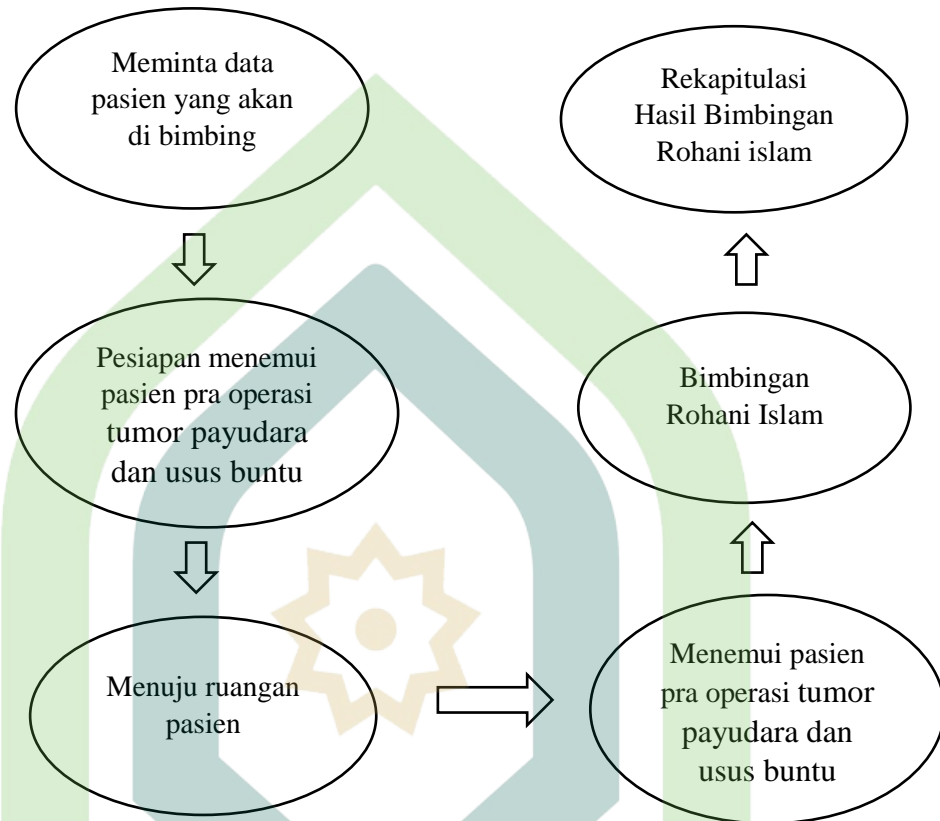 Meminta data
pasien yang akan
di bimbing
Pesiapan menemui
pasien pra operasi
tumor payudara
dan usus buntu
Menuju ruangan
pasien
Menemui pasien
pra operasi tumor
payudara dan
usus buntu
Bimbingan
Rohani Islam
Rekapitulasi
Hasil Bimbingan
Rohani islam